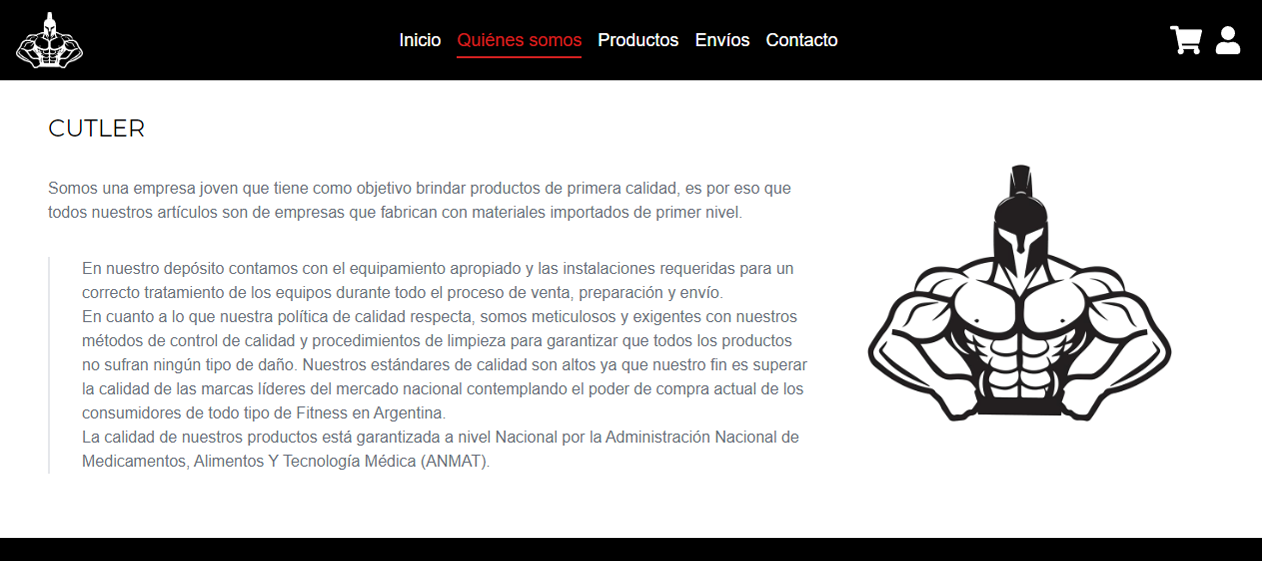 Inicio Quiénes somos Productos Envíos Contacto
CUTLER
Somos una empresa joven que tiene como objetivo brindar productos de primera calidad, es por eso que
todos nuestros artículos son de empresas que fabrican con materiales importados de primer nivel.
En nuestro depósito contamos con el equipamiento apropiado y las instalaciones requeridas para un
correcto tratamiento de los equipos durante todo el proceso de venta, preparación y envío.
En cuanto a lo que nuestra política de calidad respecta, somos meticulosos y exigentes con nuestros
métodos de control de calidad y procedimientos de limpieza para garantizar que todos los productos
no sufran ningún tipo de daño. Nuestros estándares de calidad son altos ya que nuestro fin es superar
la calidad de las marcas líderes del mercado nacional contemplando el poder de compra actual de los
consumidores de todo tipo de Fitness en Argentina.
La calidad de nuestros productos está garantizada a nivel Nacional por la Administración Nacional de
Medicamentos, Alimentos Y Tecnología Médica (ANMAT).